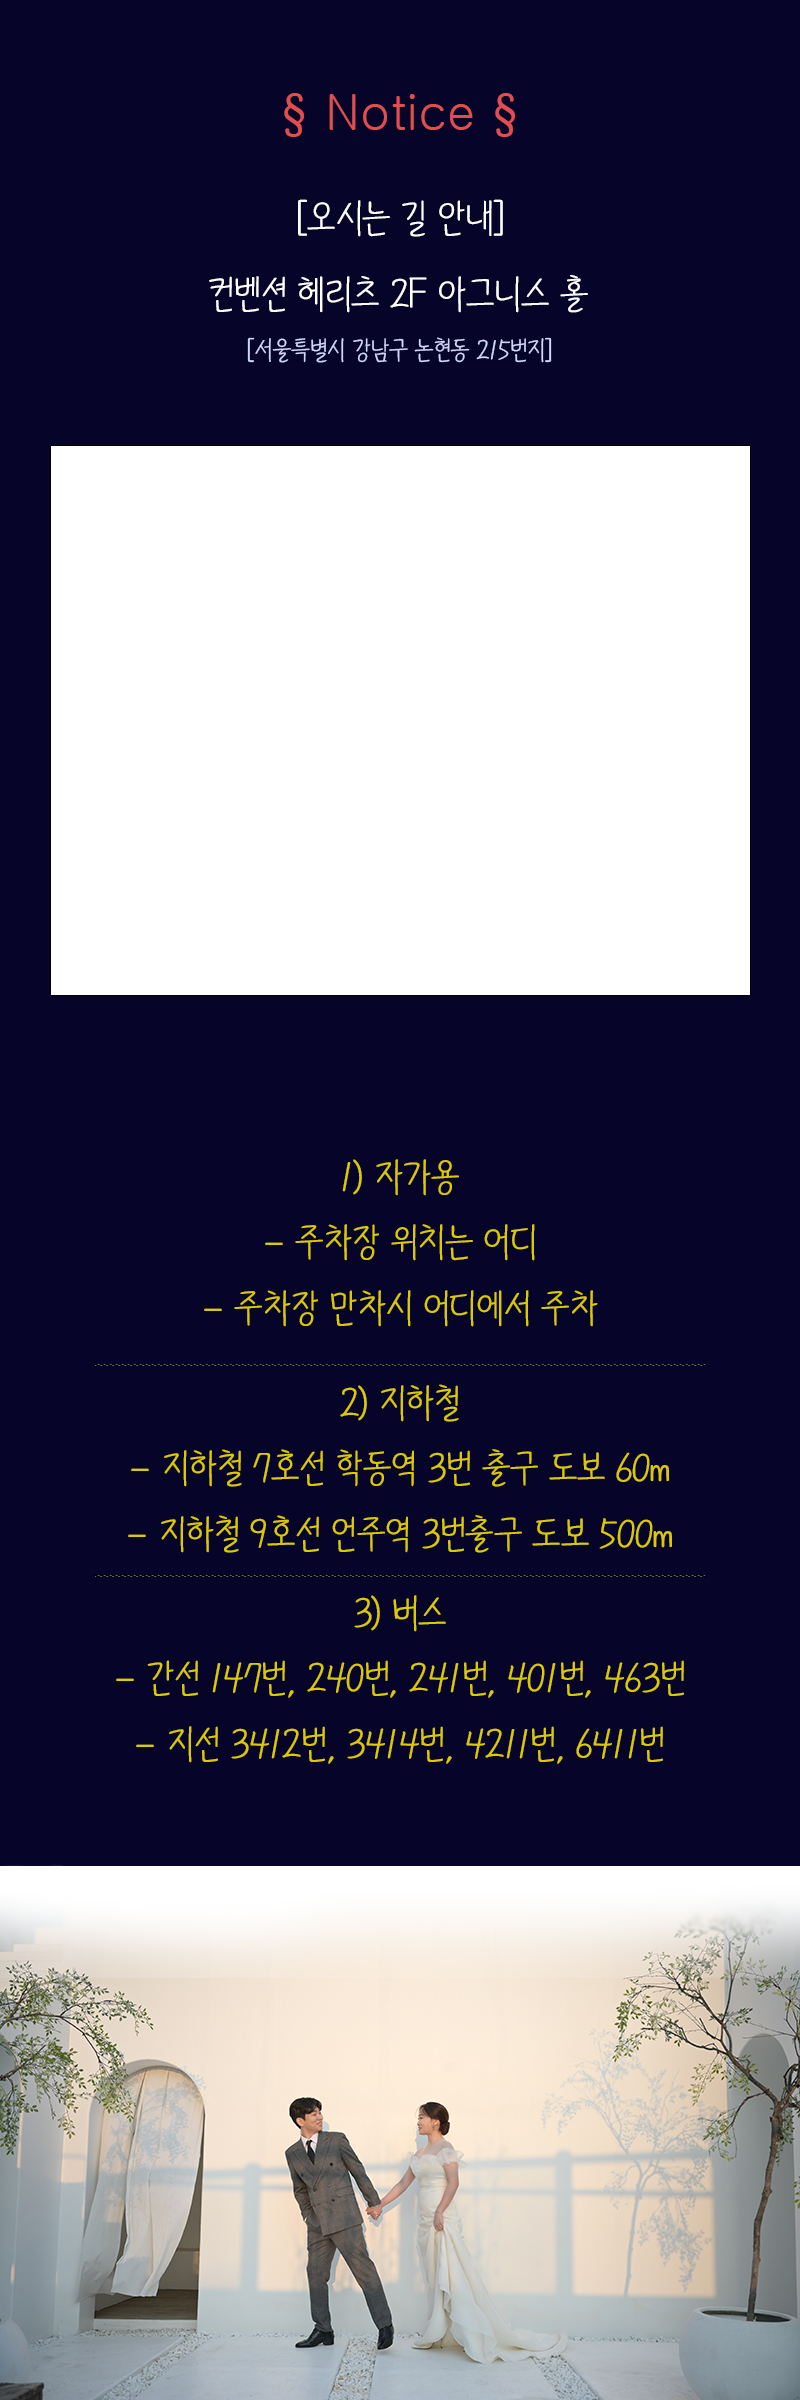 § Notice §
[오시는 길 안내]
컨벤션 헤리츠 2F 아그니스 홀
[서울특별시 강남구 논현동 215번지]
1) 자가용
- 주차장 위치는 어디
- 주차장 만차시 어디에서 주차
2) 지하철
- 지하철 7호선 학동역 3번 출구 도보 60m
- 지하철 9호선 언주역 3번출구 도보 500m
3) 버스
- 간선 147번, 240번, 241번, 401번, 463번
- 지선 3412번, 3414번, 4211번, 6411번